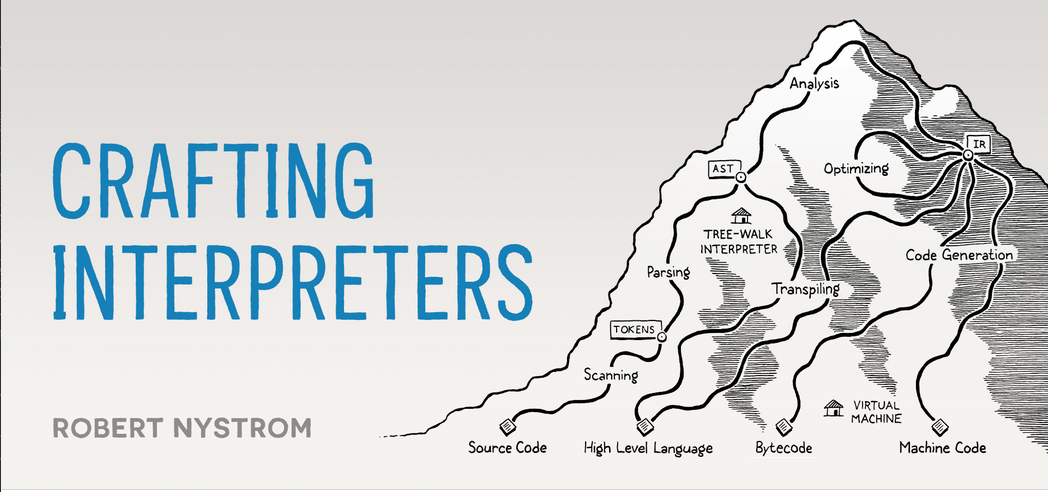 CRAFTING
INTERPRETERS
ROBERT NYSTROM
Analysis
IR
AST
Optimizing
TREE-WALK
INTERPRETER
Code Generation
Parsing
Transpiling
TOKENS
Scanning
VIRTUAL
MACHINE
Source Code
High Level Language
Bytecode
Machine Code